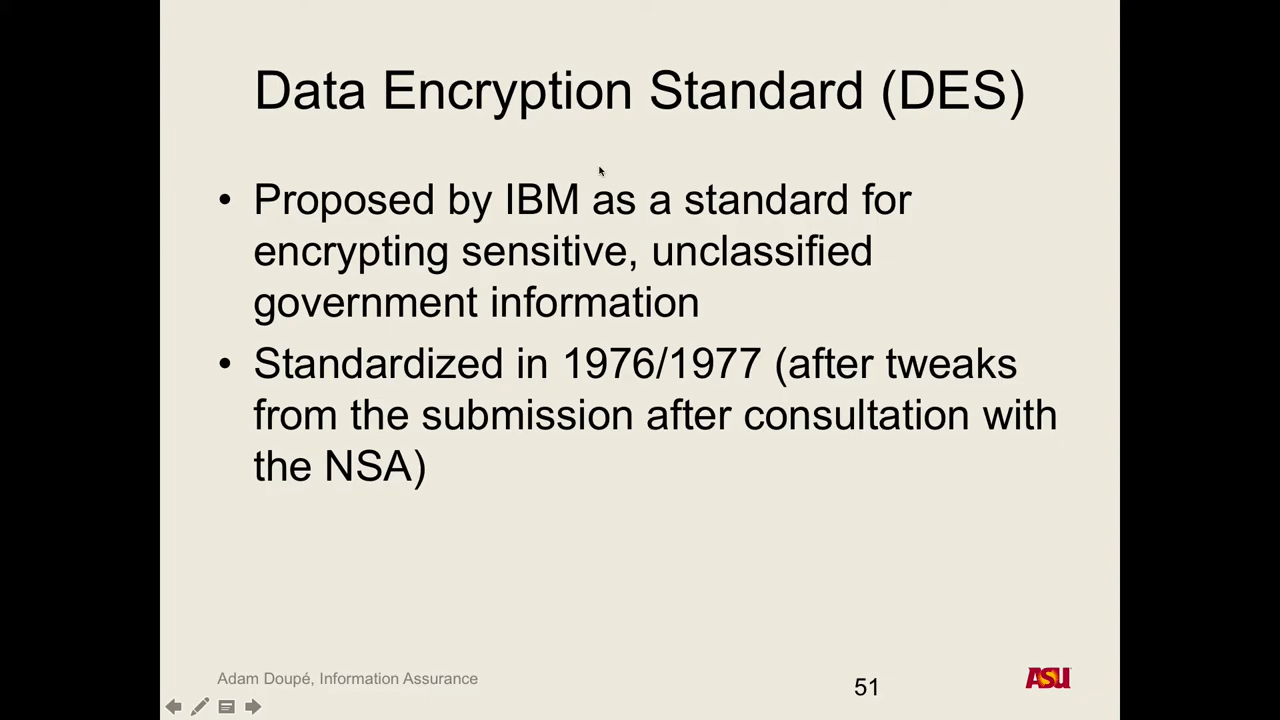 Data Encryption Standard (DES)
• Proposed by IBM as a standard for
encrypting sensitive, unclassified
government information
• Standardized in 1976/1977 (after tweaks
from the submission after consultation with
the NSA)
Adam Doupé, Information Assurance
51
ASU